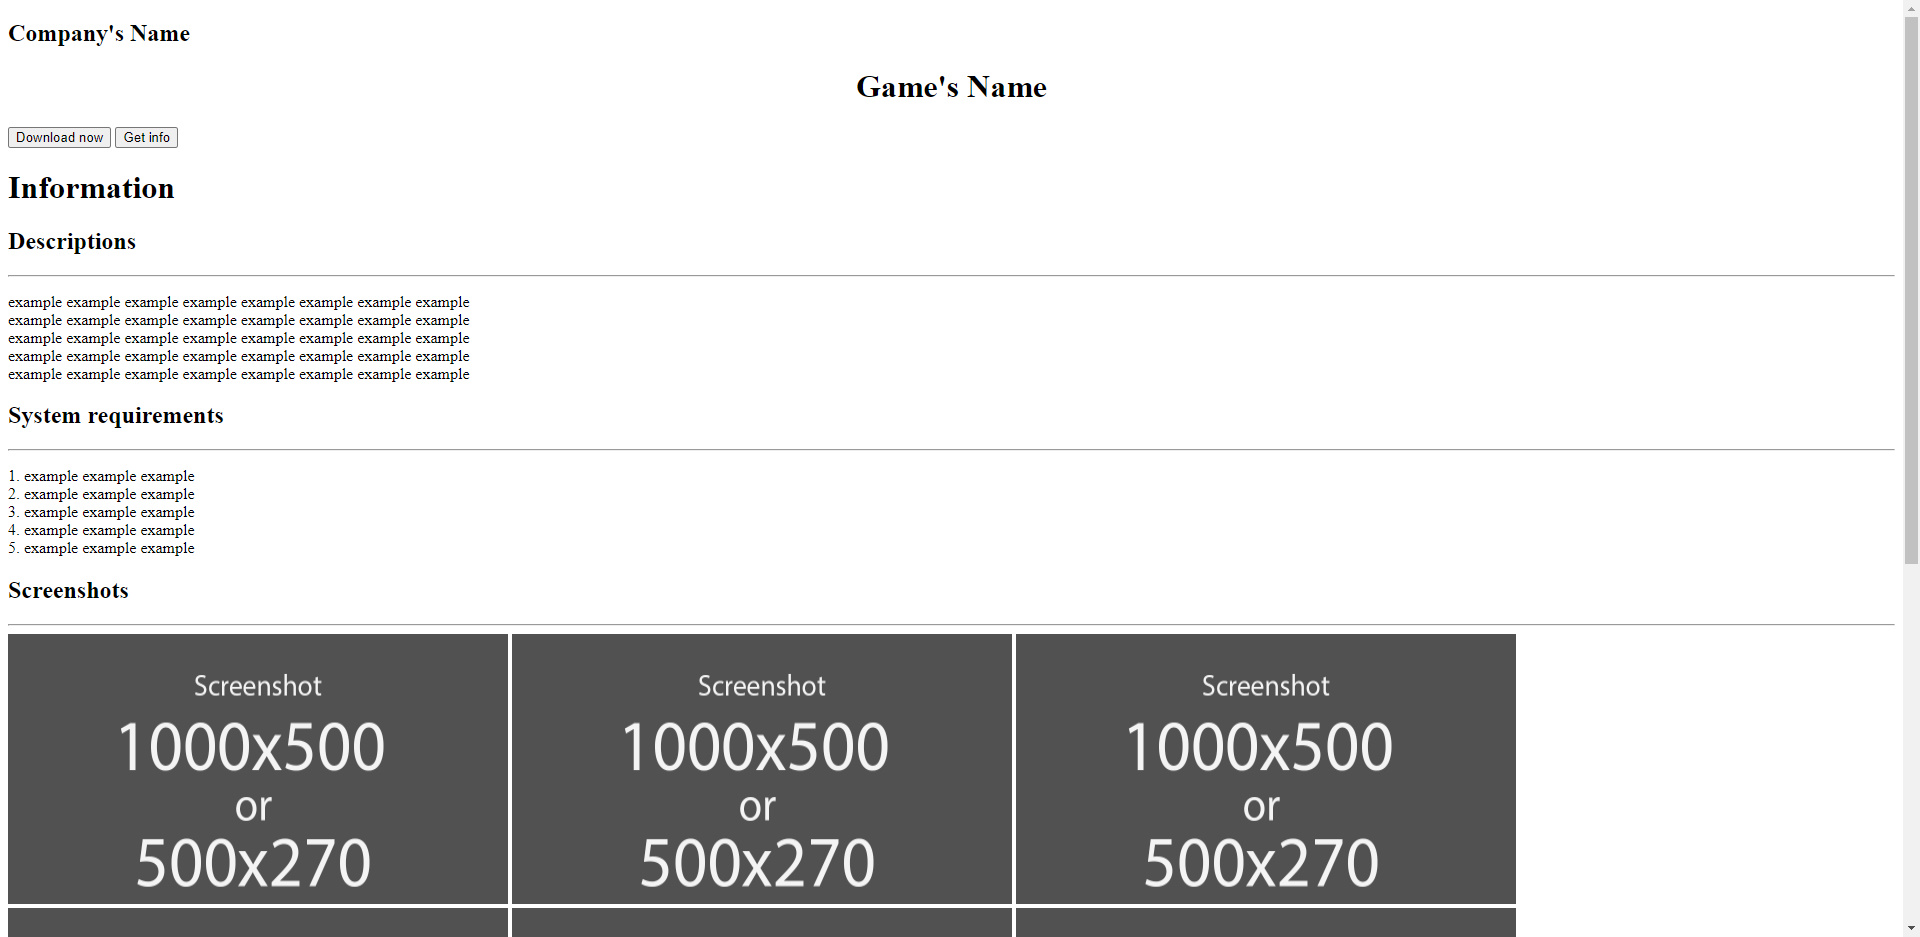 Company's Name
Game's Name
Download now Get info
Information
Descriptions
example example example example example example example example
example example example example example example example example
example example example example example example example example
example example example example example example example example
example example example example example example example example
System requirements
1. example example example
2. example example example
3. example example example
4. example example example
5. example example example
Screenshots
Screenshot Screenshot Screenshot
1000x500 1000x500 1000x500
or or or
500x270 500x270 500x270